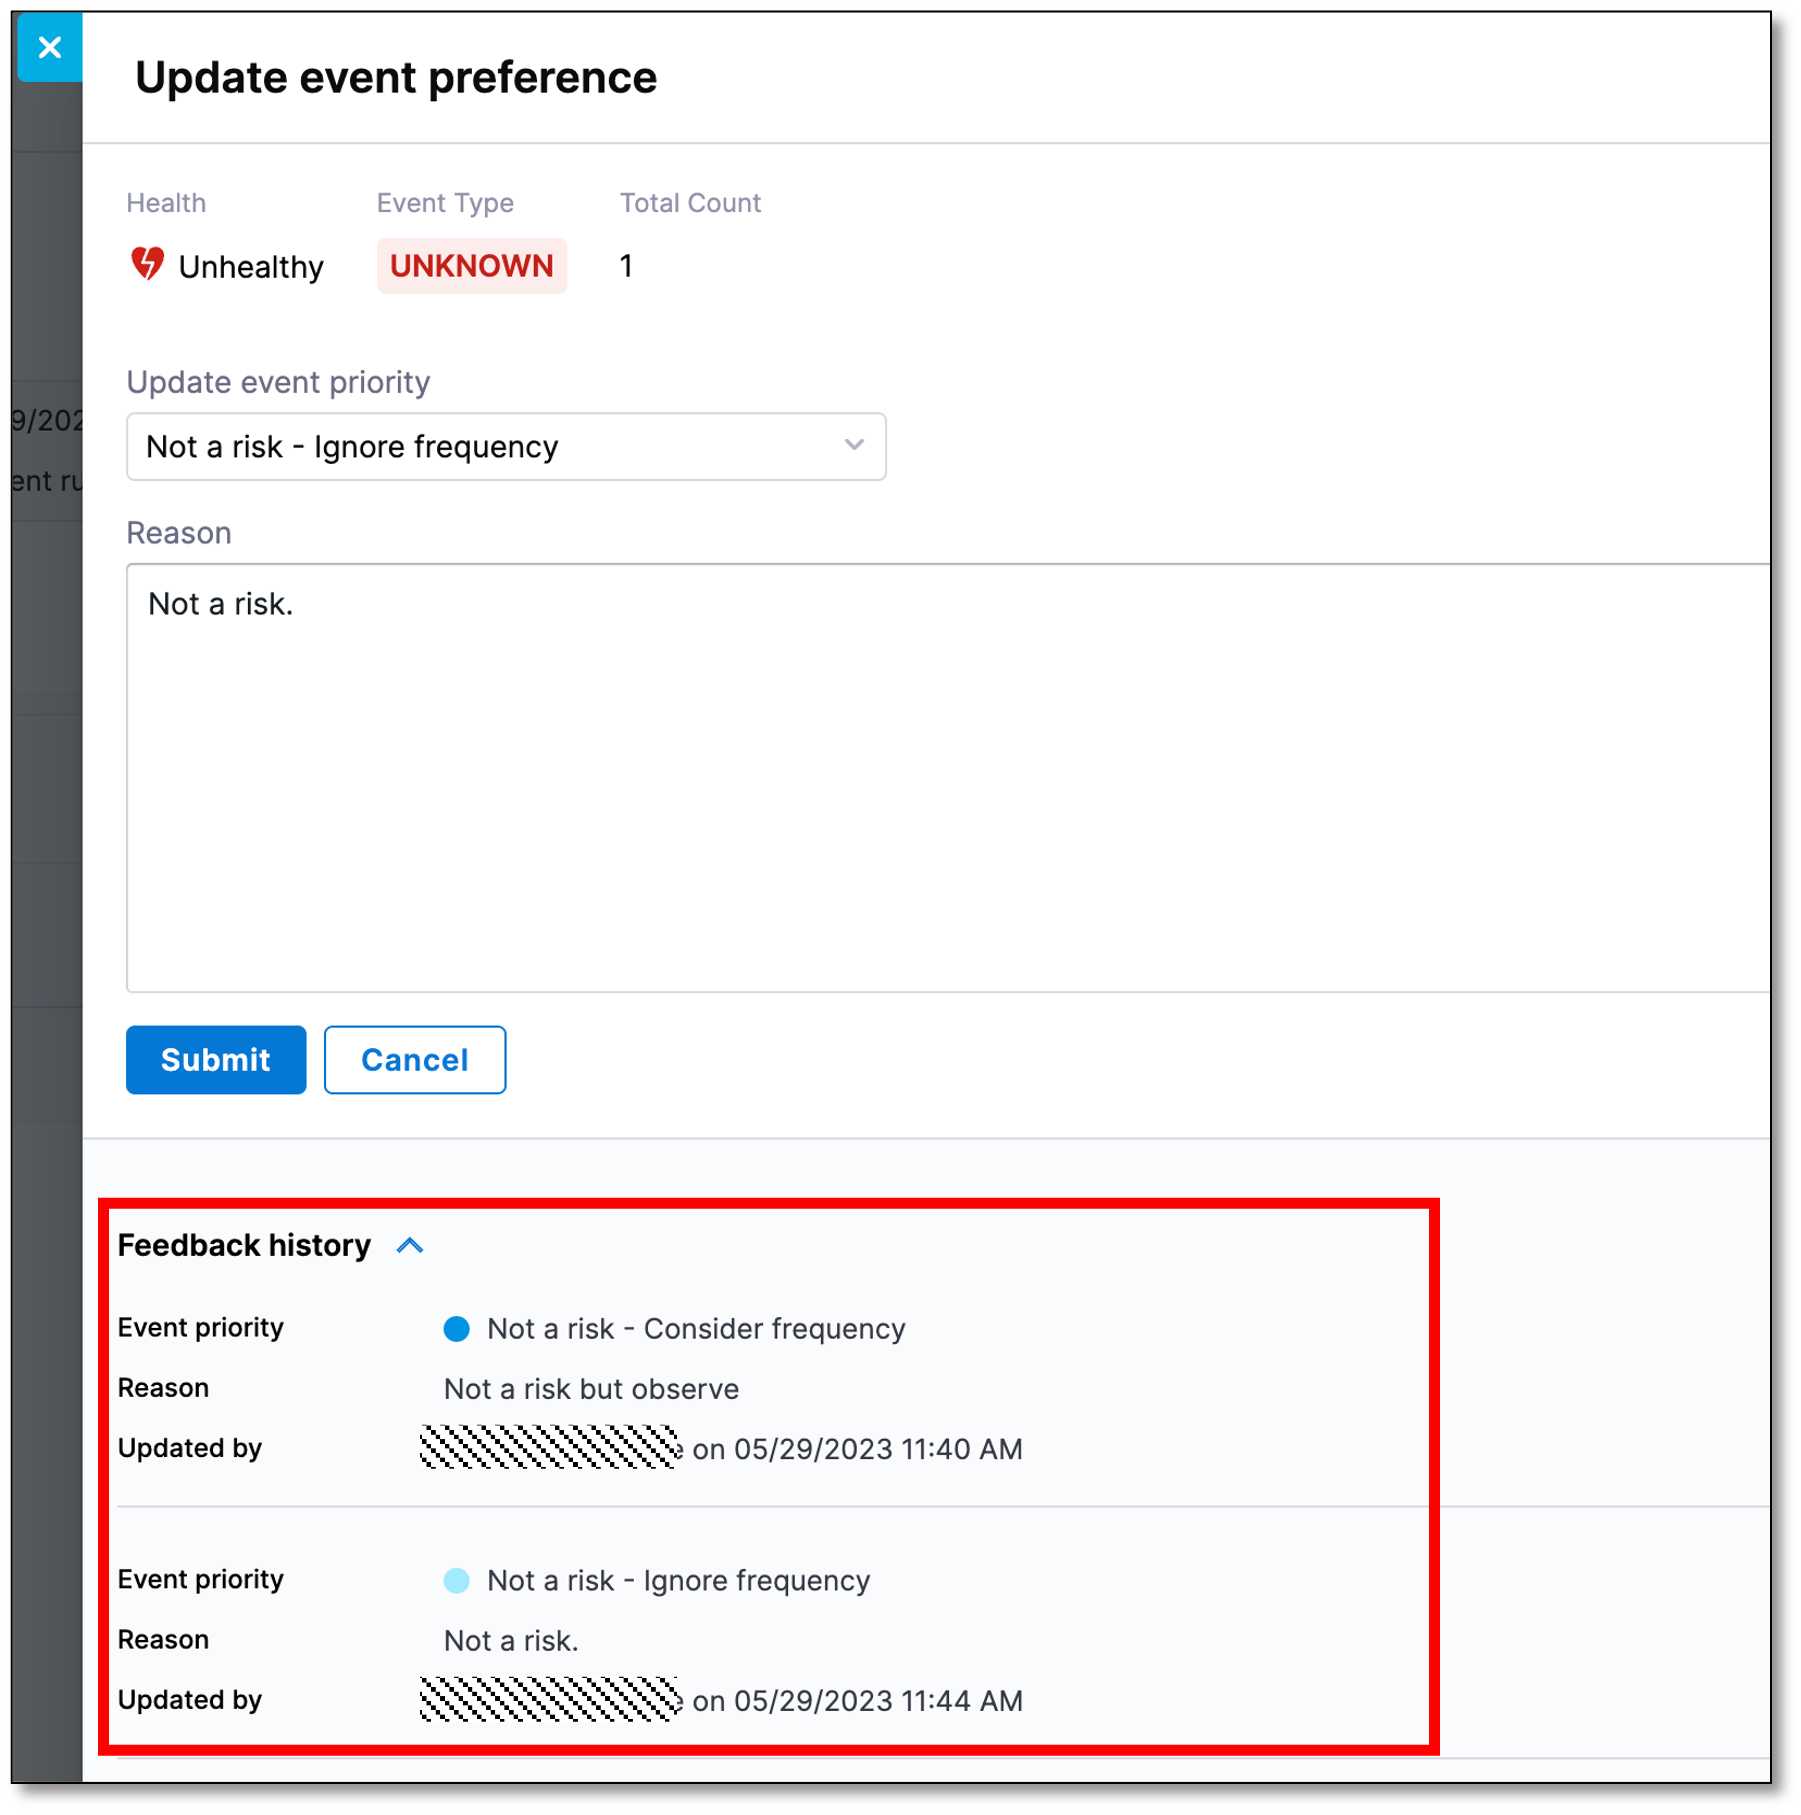 Update event preference
Health Event Type Total Count
Unhealthy UNKNOWN 1
Update event priority
9/202
Not a risk - Ignore frequency
ent ru
Reason
Not a risk.
Submit Cancel
Feedback history
Event priority Not a risk - Consider frequency
Reason Not a risk but observe
Updated by on 05/29/2023 11:40 AM
Event priority Not a risk - Ignore frequency
Reason Not a risk.
Updated by on 05/29/2023 11:44 AM